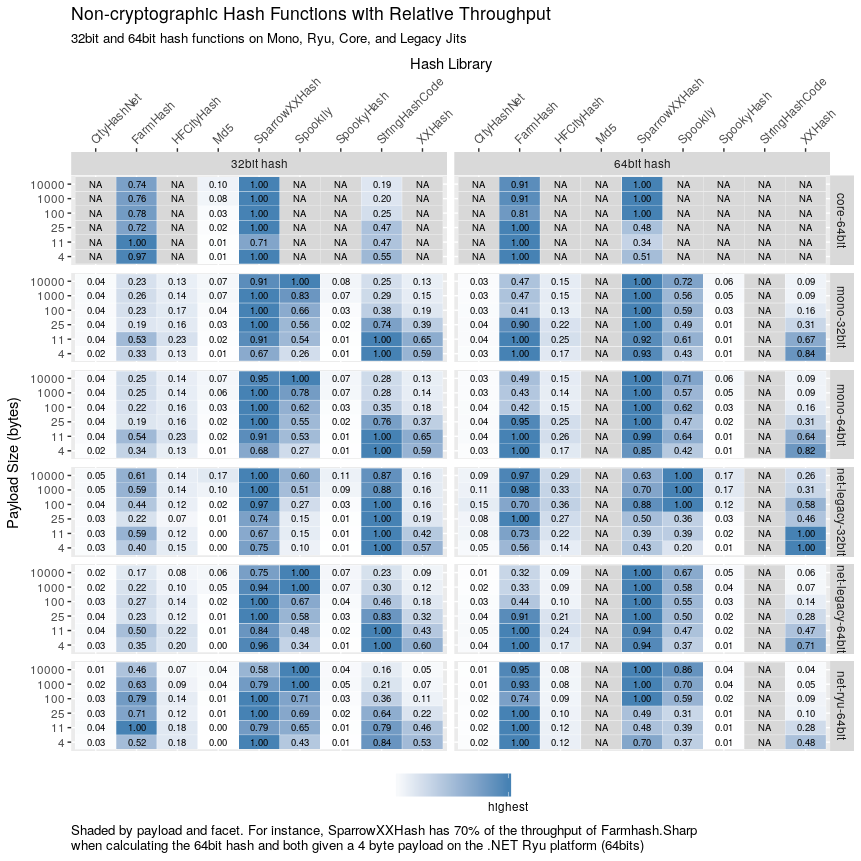 Non-cryptographic Hash Functions with Relative Throughput
32bit and 64bit hash functions on Mono, Ryu, Core, and Legacy Jits
Hash Library
CityHashNet FarmHash HFCityHash Md5 SparrowXXHash Spookily SpookyHash StringHashCode XXHash CityHashNet FarmHash HFCityHash Md5 SparrowXXHash Spookily SpookyHash StringHashCode XXHash
32bit hash 64bit hash
Payload Size (bytes)
core-64bit
10000 NA 0.74 NA 0.10 1.00 NA NA 0.19 NA NA 0.91 NA NA 1.00 NA NA NA NA
1000 NA 0.76 NA 0.08 1.00 NA NA 0.20 NA NA 0.91 NA NA 1.00 NA NA NA NA
100 NA 0.78 NA 0.03 1.00 NA NA 0.25 NA NA 0.81 NA NA 1.00 NA NA NA NA
25 NA 0.72 NA 0.02 1.00 NA NA 0.47 NA NA 1.00 NA NA 0.48 NA NA NA NA
11 NA 1.00 NA 0.01 0.71 NA NA 0.47 NA NA 1.00 NA NA 0.34 NA NA NA NA
4 NA 0.97 NA 0.01 1.00 NA NA 0.55 NA NA 1.00 NA NA 0.51 NA NA NA NA
mono-32bit
10000 0.04 0.23 0.13 0.07 0.91 1.00 0.08 0.25 0.13 0.03 0.47 0.15 NA 1.00 0.72 0.06 NA 0.09
1000 0.04 0.26 0.14 0.07 1.00 0.83 0.07 0.29 0.15 0.03 0.47 0.15 NA 1.00 0.56 0.05 NA 0.09
100 0.04 0.23 0.17 0.04 1.00 0.66 0.03 0.38 0.19 0.04 0.41 0.13 NA 1.00 0.59 0.03 NA 0.16
25 0.04 0.19 0.16 0.03 1.00 0.56 0.02 0.74 0.39 0.04 0.90 0.22 NA 1.00 0.49 0.01 NA 0.31
11 0.04 0.53 0.23 0.02 0.91 0.54 0.01 1.00 0.65 0.04 1.00 0.25 NA 0.92 0.61 0.01 NA 0.67
4 0.02 0.33 0.13 0.01 0.67 0.26 0.01 1.00 0.59 0.03 1.00 0.17 NA 0.93 0.43 0.01 NA 0.84
mono-64bit
10000 0.04 0.25 0.14 0.07 0.95 1.00 0.07 0.28 0.13 0.03 0.49 0.15 NA 1.00 0.71 0.06 NA 0.09
1000 0.04 0.25 0.14 0.06 1.00 0.78 0.07 0.28 0.14 0.03 0.43 0.14 NA 1.00 0.57 0.05 NA 0.09
100 0.04 0.22 0.16 0.03 1.00 0.62 0.03 0.35 0.18 0.04 0.42 0.15 NA 1.00 0.62 0.03 NA 0.16
25 0.04 0.19 0.16 0.02 1.00 0.55 0.02 0.76 0.37 0.04 0.95 0.25 NA 1.00 0.47 0.02 NA 0.31
11 0.04 0.54 0.23 0.02 0.91 0.53 0.01 1.00 0.65 0.04 1.00 0.26 NA 0.99 0.64 0.01 NA 0.64
4 0.02 0.34 0.13 0.01 0.68 0.27 0.01 1.00 0.59 0.03 1.00 0.17 NA 0.85 0.42 0.01 NA 0.82
net-legacy-32bit
10000 0.05 0.61 0.14 0.17 1.00 0.60 0.11 0.87 0.16 0.09 0.97 0.29 NA 0.63 1.00 0.17 NA 0.26
1000 0.05 0.59 0.14 0.10 1.00 0.51 0.09 0.88 0.16 0.11 0.98 0.33 NA 0.70 1.00 0.17 NA 0.31
100 0.04 0.44 0.12 0.02 0.97 0.27 0.03 1.00 0.16 0.15 0.70 0.36 NA 0.88 1.00 0.12 NA 0.58
25 0.03 0.22 0.07 0.01 0.74 0.15 0.01 1.00 0.19 0.08 1.00 0.27 NA 0.50 0.36 0.03 NA 0.46
11 0.03 0.59 0.12 0.00 0.67 0.15 0.01 1.00 0.42 0.08 0.73 0.22 NA 0.39 0.39 0.02 NA 1.00
4 0.03 0.40 0.15 0.00 0.75 0.10 0.01 1.00 0.57 0.05 0.56 0.14 NA 0.43 0.20 0.01 NA 1.00
net-legacy-64bit
10000 0.02 0.17 0.08 0.06 0.75 1.00 0.07 0.23 0.09 0.01 0.32 0.09 NA 1.00 0.67 0.05 NA 0.06
1000 0.02 0.22 0.10 0.05 0.94 1.00 0.07 0.30 0.12 0.02 0.33 0.09 NA 1.00 0.58 0.04 NA 0.07
100 0.03 0.27 0.14 0.02 1.00 0.67 0.04 0.46 0.18 0.03 0.44 0.10 NA 1.00 0.55 0.03 NA 0.14
25 0.04 0.23 0.12 0.01 1.00 0.58 0.03 0.83 0.32 0.04 0.91 0.21 NA 1.00 0.50 0.02 NA 0.28
11 0.04 0.50 0.22 0.01 0.84 0.48 0.02 1.00 0.43 0.05 1.00 0.24 NA 0.94 0.47 0.02 NA 0.47
4 0.03 0.35 0.20 0.00 0.96 0.34 0.01 1.00 0.60 0.04 1.00 0.17 NA 0.94 0.37 0.01 NA 0.71
net-ryu-64bit
10000 0.01 0.46 0.07 0.04 0.58 1.00 0.04 0.16 0.05 0.01 0.95 0.08 NA 1.00 0.86 0.04 NA 0.04
1000 0.02 0.63 0.09 0.04 0.79 1.00 0.05 0.21 0.07 0.01 0.93 0.08 NA 1.00 0.70 0.04 NA 0.05
100 0.03 0.79 0.14 0.01 1.00 0.71 0.03 0.36 0.11 0.02 0.74 0.09 NA 1.00 0.59 0.02 NA 0.09
25 0.03 0.71 0.12 0.01 1.00 0.69 0.02 0.64 0.22 0.02 1.00 0.10 NA 0.49 0.31 0.01 NA 0.10
11 0.04 1.00 0.18 0.00 0.79 0.65 0.01 0.79 0.46 0.02 1.00 0.12 NA 0.48 0.39 0.01 NA 0.28
4 0.03 0.52 0.18 0.00 1.00 0.43 0.01 0.84 0.53 0.02 1.00 0.12 NA 0.70 0.37 0.01 NA 0.48
highest
Shaded by payload and facet. For instance, SparrowXXHash has 70% of the throughput of Farmhash.Sharp
when calculating the 64bit hash and both given a 4 byte payload on the .NET Ryu platform (64bits)